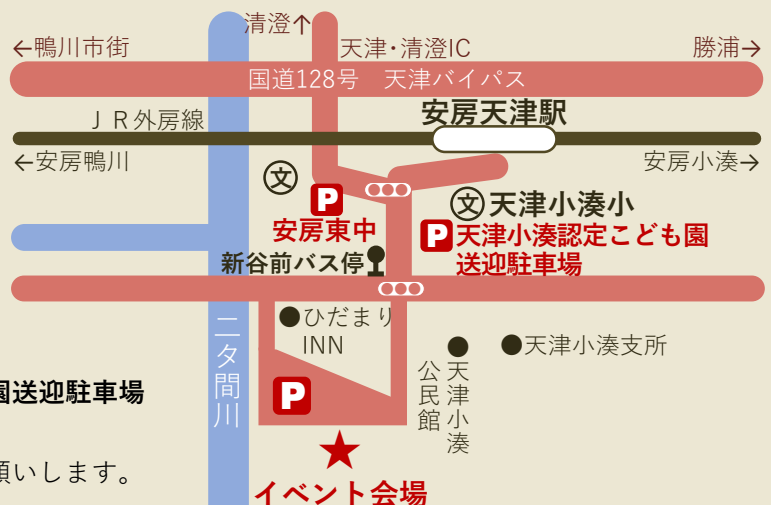 清澄↑
←鴨川市街
天津・清澄IC
勝浦→
国道128号　天津バイパス
ＪＲ外房線
安房天津駅
←安房鴨川
安房小湊→
文
P
安房東中
文天津小湊小
P天津小湊認定こども園
送迎駐車場
新谷前バス停
二タ間川
●ひだまり
INN
●天津小湊公民館
●天津小湊支所
園送迎駐車場
P
願いします。
★
イベント会場